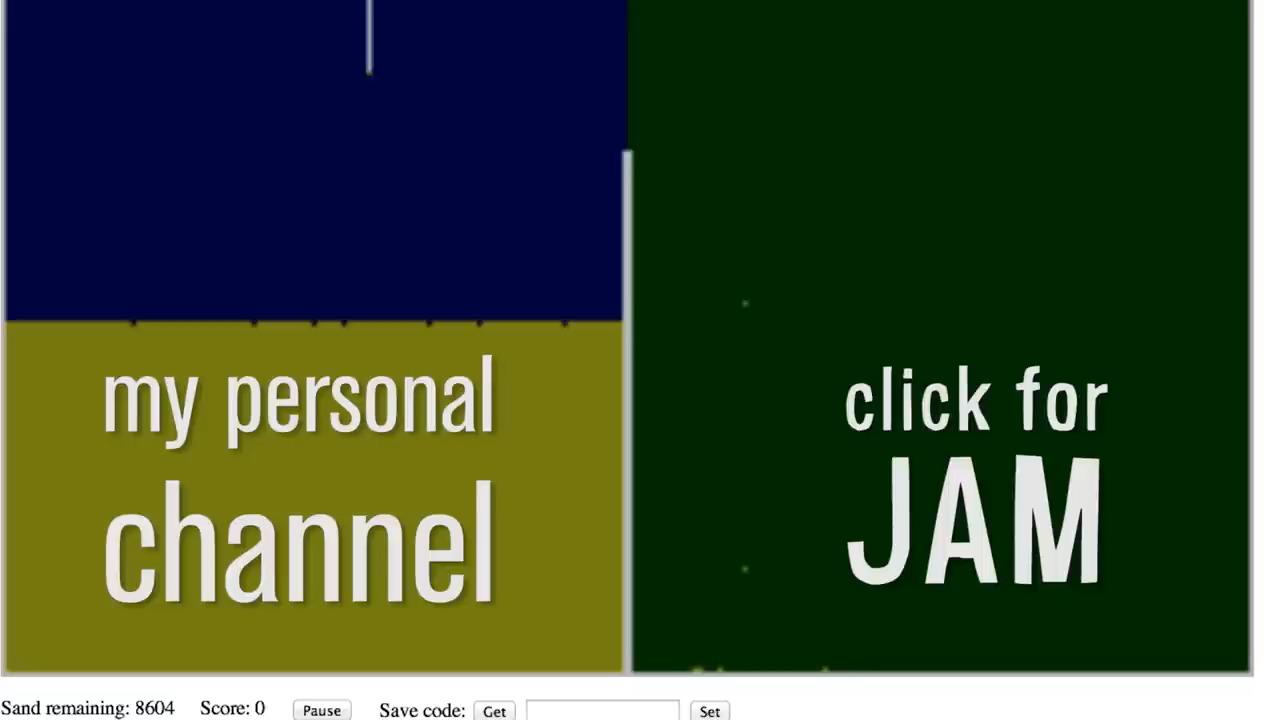 my personal
channel
click for
JAM
Sand remaining: 8604 Score: 0 Pause Save code: Get Set